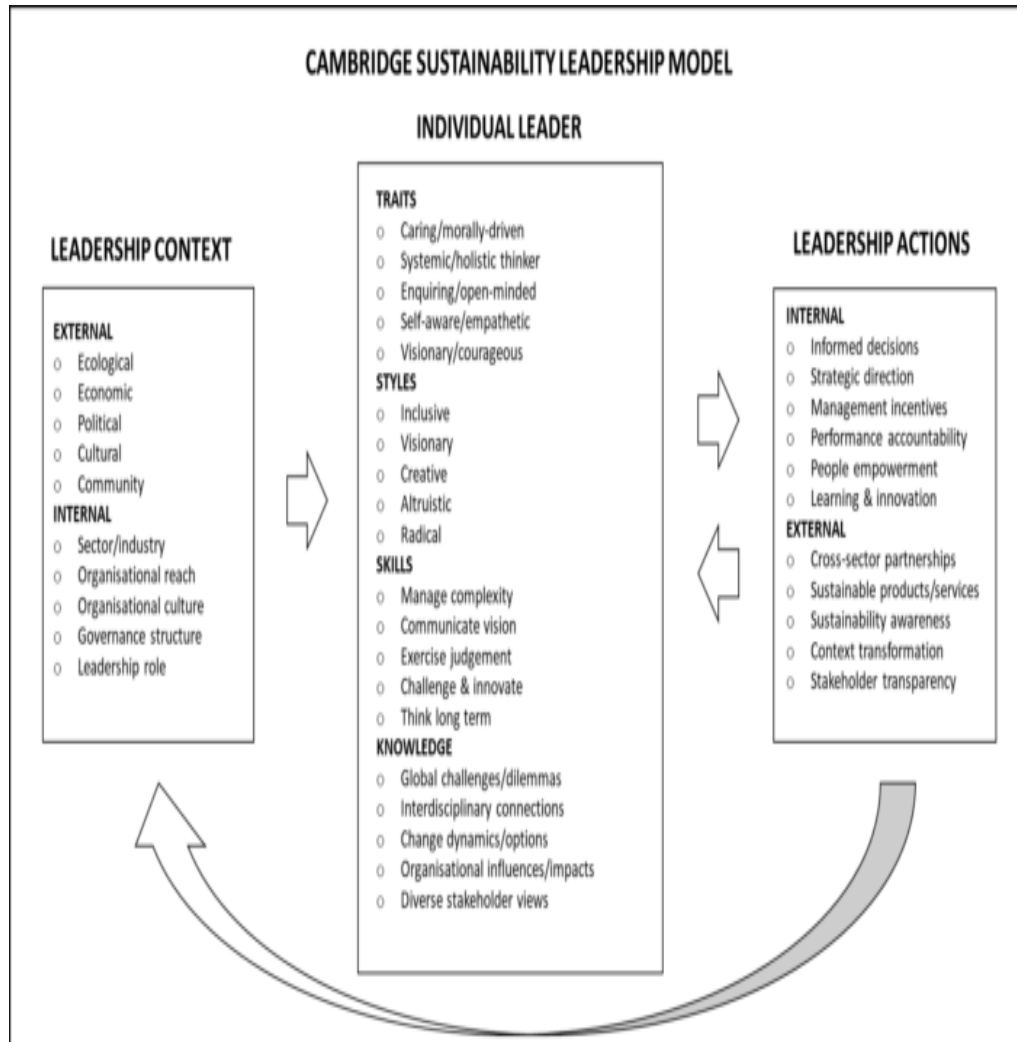 CAMBRIDGE SUSTAINABILITY LEADERSHIP MODEL
INDIVIDUAL LEADER
LEADERSHIP CONTEXT
EXTERNAL
o Ecological
o Economic
o Political
o Cultural
o Community
INTERNAL
o Sector/industry
o Organisational reach
o Organisational culture
o Governance structure
o Leadership role
TRAITS
o Caring/morally-driven
o Systemic/holistic thinker
o Enquiring/open-minded
o Self-aware/empathetic
o Visionary/courageous
STYLES
o Inclusive
o Visionary
o Creative
o Altruistic
o Radical
SKILLS
o Manage complexity
o Communicate vision
o Exercise judgement
o Challenge & innovate
o Think long term
KNOWLEDGE
o Global challenges/dilemmas
o Interdisciplinary connections
o Change dynamics/options
o Organisational influences/impacts
o Diverse stakeholder views
LEADERSHIP ACTIONS
INTERNAL
o Informed decisions
o Strategic direction
o Management incentives
o Performance accountability
o People empowerment
o Learning & innovation
EXTERNAL
o Cross-sector partnerships
o Sustainable products/services
o Sustainability awareness
o Context transformation
o Stakeholder transparency